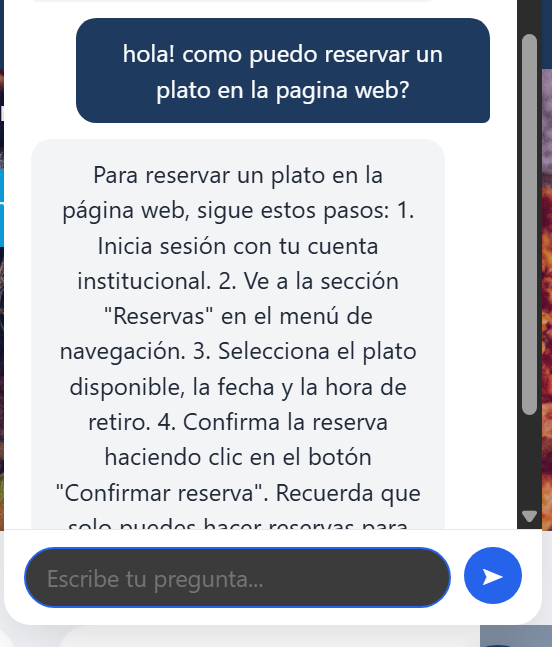 hola! como puedo reservar un
plato en la pagina web?
Para reservar un plato en la
página web, sigue estos pasos: 1.
Inicia sesión con tu cuenta
institucional. 2. Ve a la sección
"Reservas" en el menú de
navegación. 3. Selecciona el plato
disponible, la fecha y la hora de
retiro. 4. Confirma la reserva
haciendo clic en el botón
"Confirmar reserva". Recuerda que
solo puedes hacer reservas para
Escribe tu pregunta...